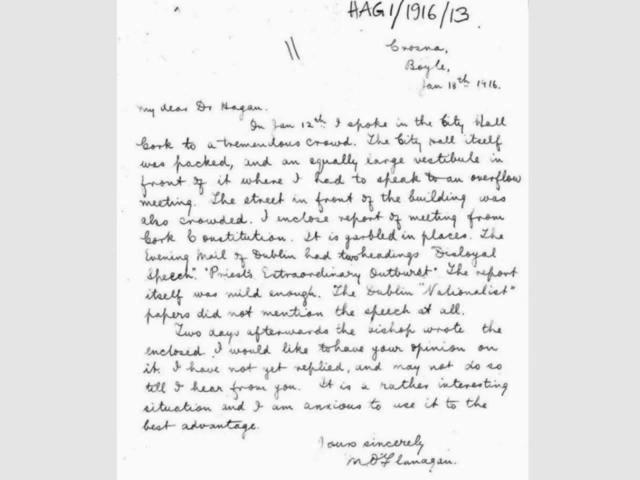 HAG1/1916/13
Crosna,
Boyle,
Jan 18th 1916.
My dear Dr Hagan.
On Jan 12th I spoke in the City Hall
Cork to a tremendous crowd. The City Hall itself
was packed, and an equally large vestibule in
front of it where I had to speak to an overflow
meeting. The street in front of the building was
also crowded. I enclose report of meeting from
Cork Constitution. It is garbled in places. The
Evening Mail of Dublin had two headings "Disloyal
Speech". "Priest's Extraordinary Outburst" The report
itself was mild enough. The Dublin "Nationalist"
papers did not mention the speech at all.
Two days afterwards the bishop wrote the
enclosed. I would like to have your opinion on
it. I have not yet replied, and may not do so
till I hear from you. It is a rather interesting
situation and I am anxious to use it to the
best advantage.
Yours sincerely
M. O'Flanagan.